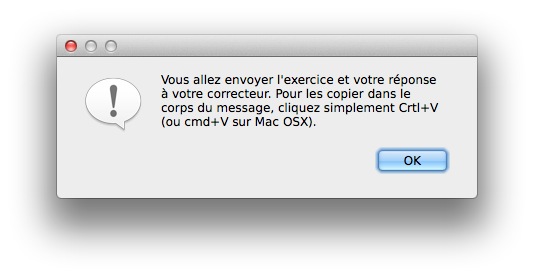 Vous allez envoyer l'exercice et votre réponse
à votre correcteur. Pour les copier dans le
corps du message, cliquez simplement Crtl+V
(ou cmd+V sur Mac OSX).
OK